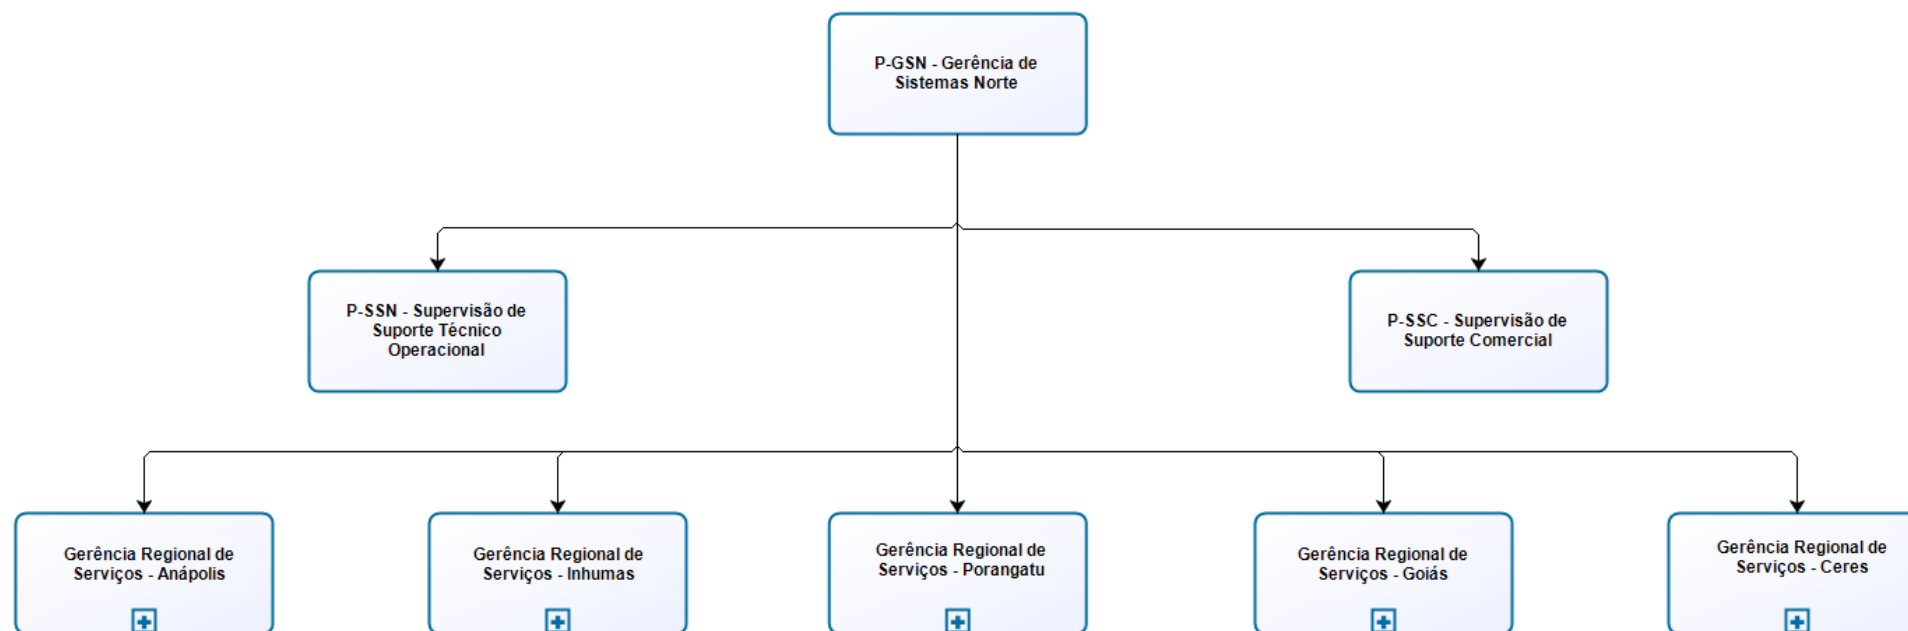 P-GSN - Gerência de
Sistemas Norte
P-SSN - Supervisão de
Suporte Técnico
Operacional
P-SSC - Supervisão de
Suporte Comercial
Gerência Regional de
Serviços - Anápolis
Gerência Regional de
Serviços - Inhumas
Gerência Regional de
Serviços - Porangatu
Gerência Regional de
Serviços - Goiás
Gerência Regional de
Serviços - Ceres